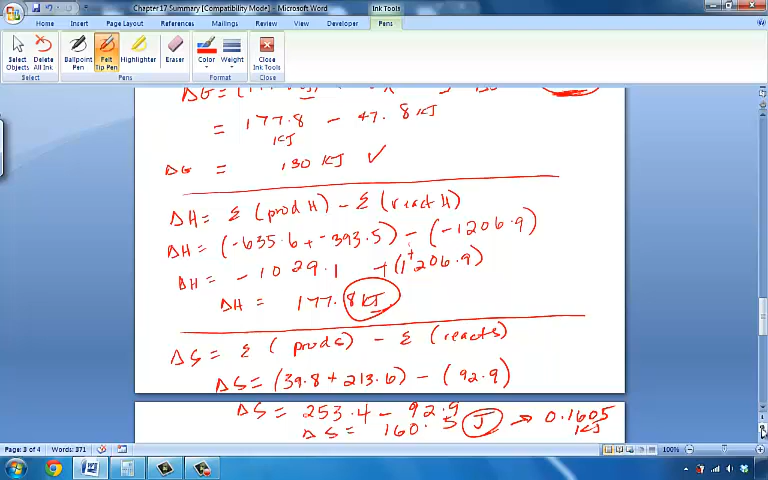 Chapter 17 Summary [Compatibility Mode] - Microsoft Word
Ink Tools
Home Insert Page Layout References Mailings Review View Developer Pens
Select Objects
Delete All Ink
Ballpoint Pen
Felt Tip Pen
Highlighter
Eraser
Color
Weight
Close Ink Tools
Select Pens Format Close
ΔG =
= 177.8 KJ - 47.8 KJ
ΔG = 130 KJ ✓
ΔH = Σ (prod H) - Σ (react H)
ΔH = (-635.6 + -393.5) - (-1206.9)
ΔH = -1029.1 + (1206.9)
ΔH = 177.8 KJ
ΔS = Σ (prod S) - Σ (react S)
ΔS = (39.8 + 213.6) - (92.9)
ΔS = 253.4 - 92.9
ΔS = 160.5 J → 0.1605 KJ
Page: 3 of 4 Words: 371 100%